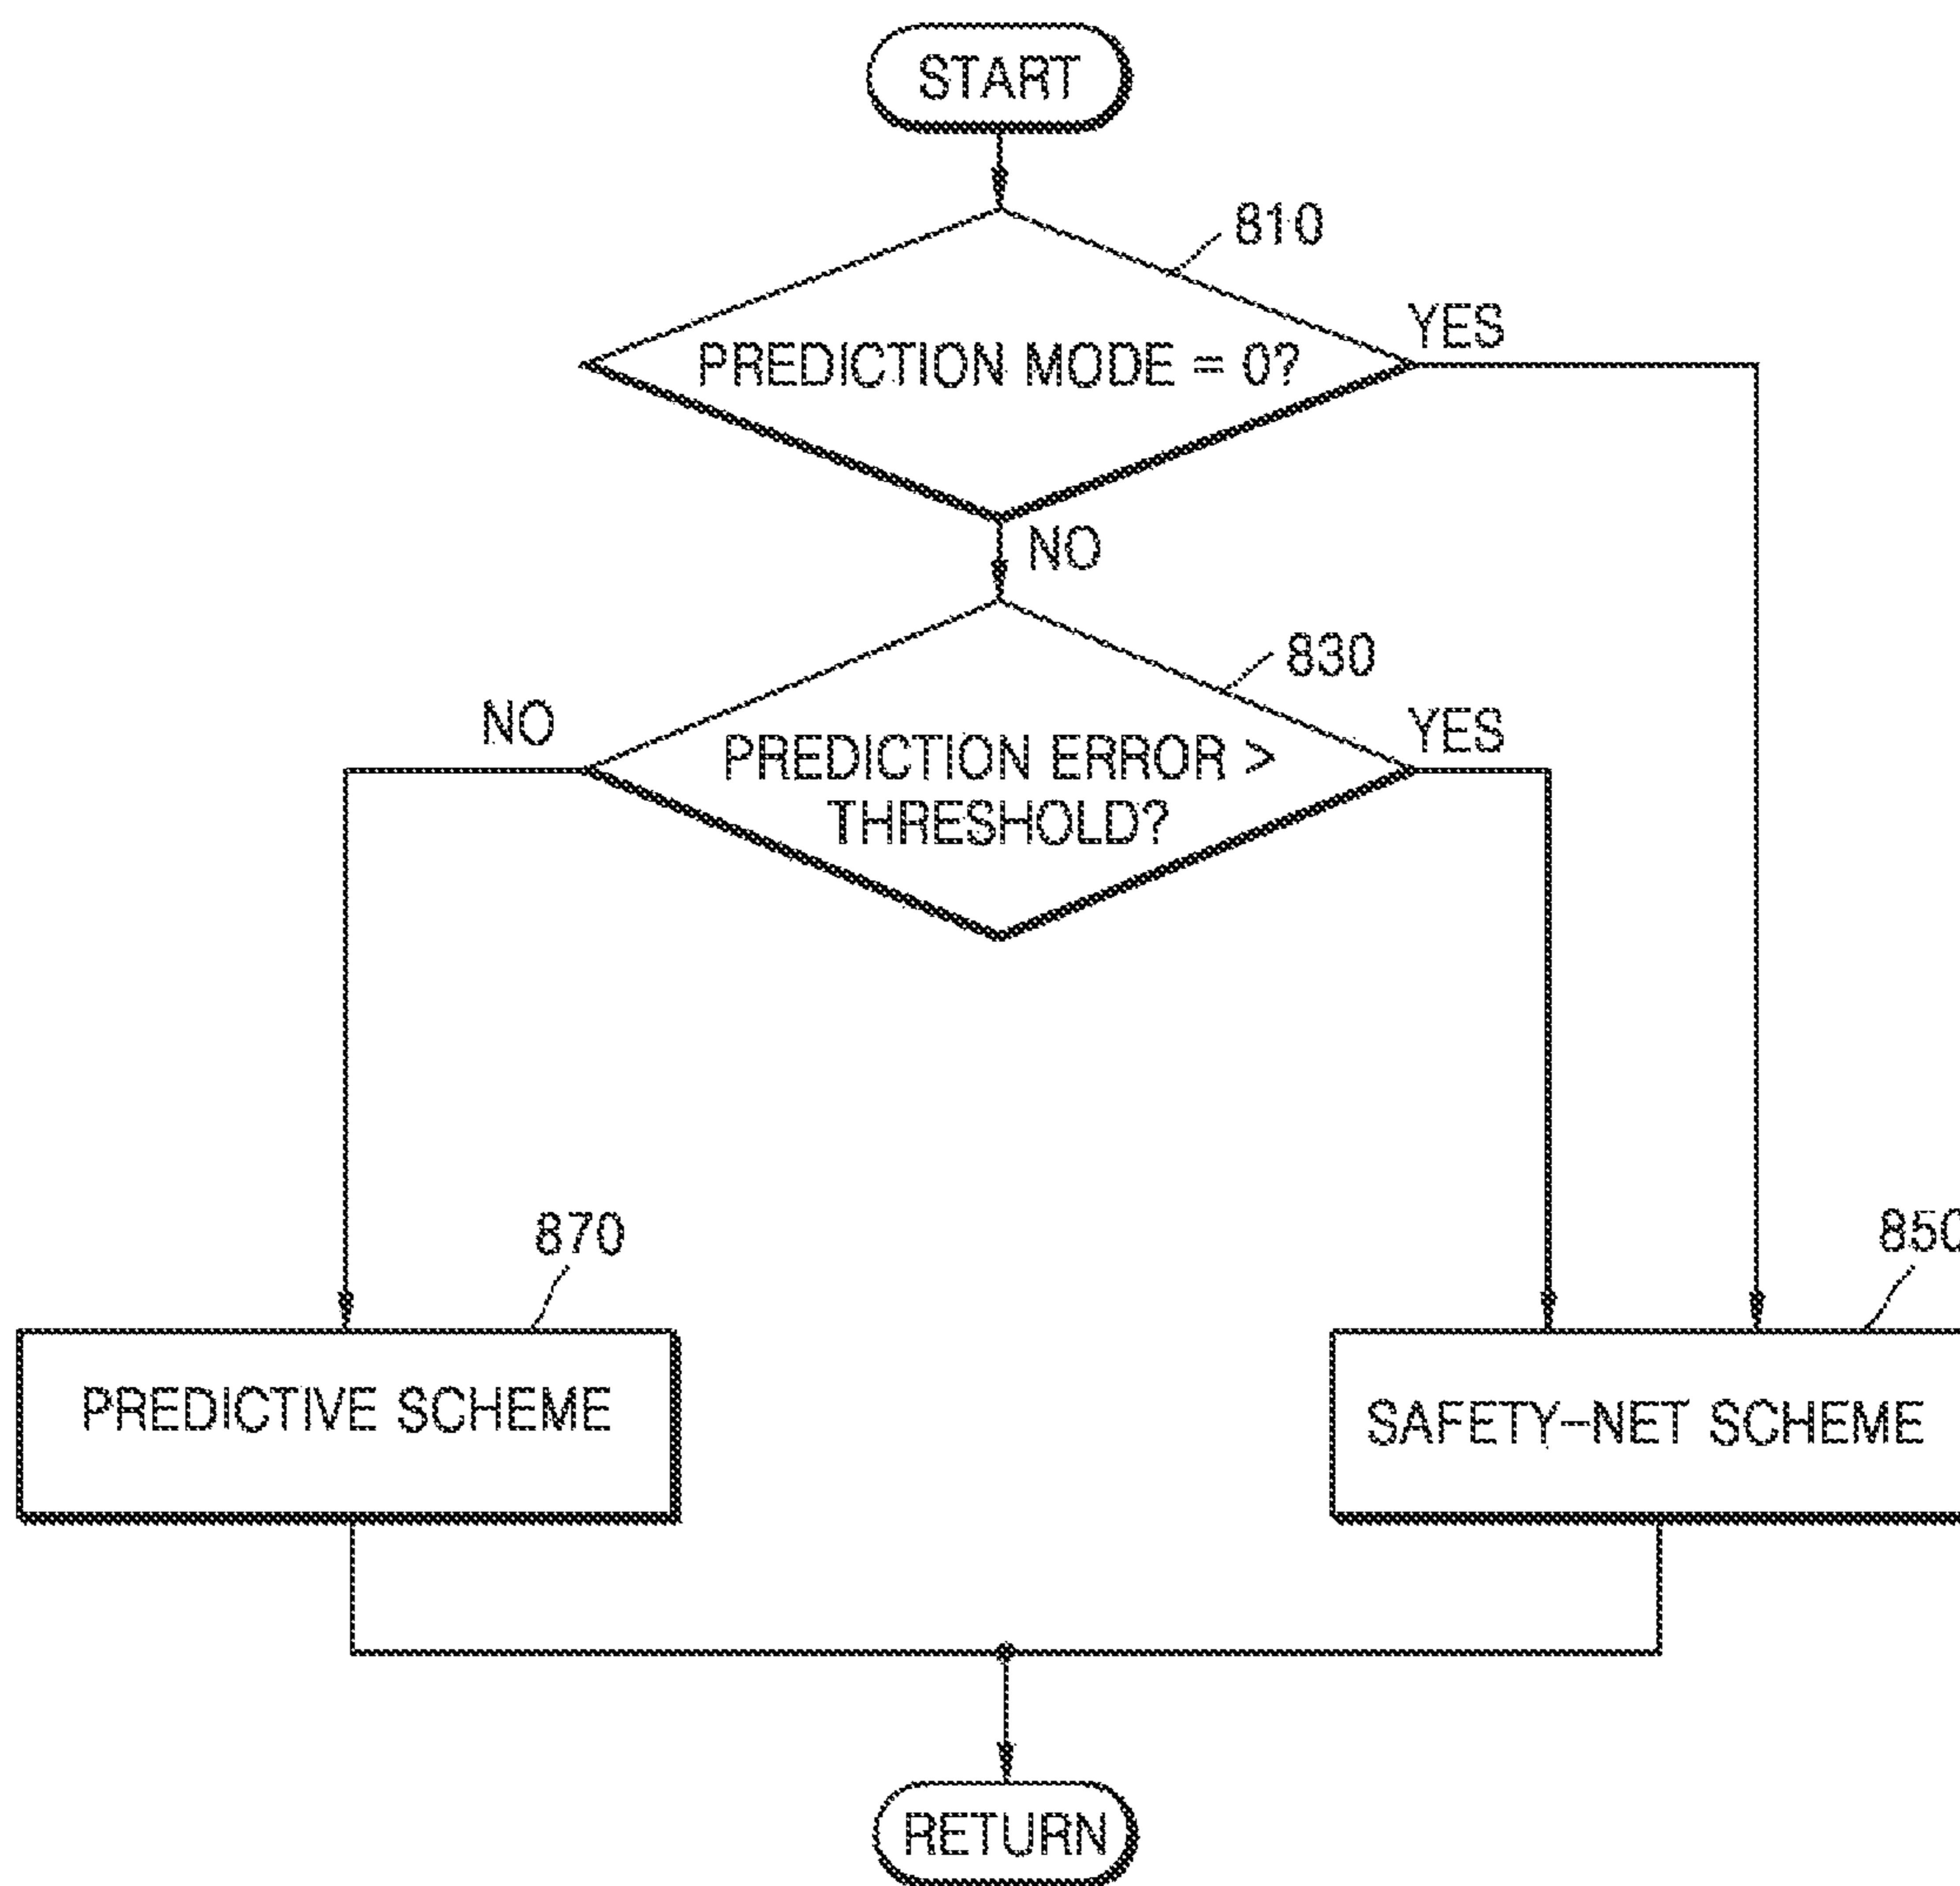 START
810
YES
PREDICTION MODE = 0?
NO
830
NO
YES
PREDICTION ERROR >
THRESHOLD?
870
850
PREDICTIVE SCHEME
SAFETY-NET SCHEME
RETURN